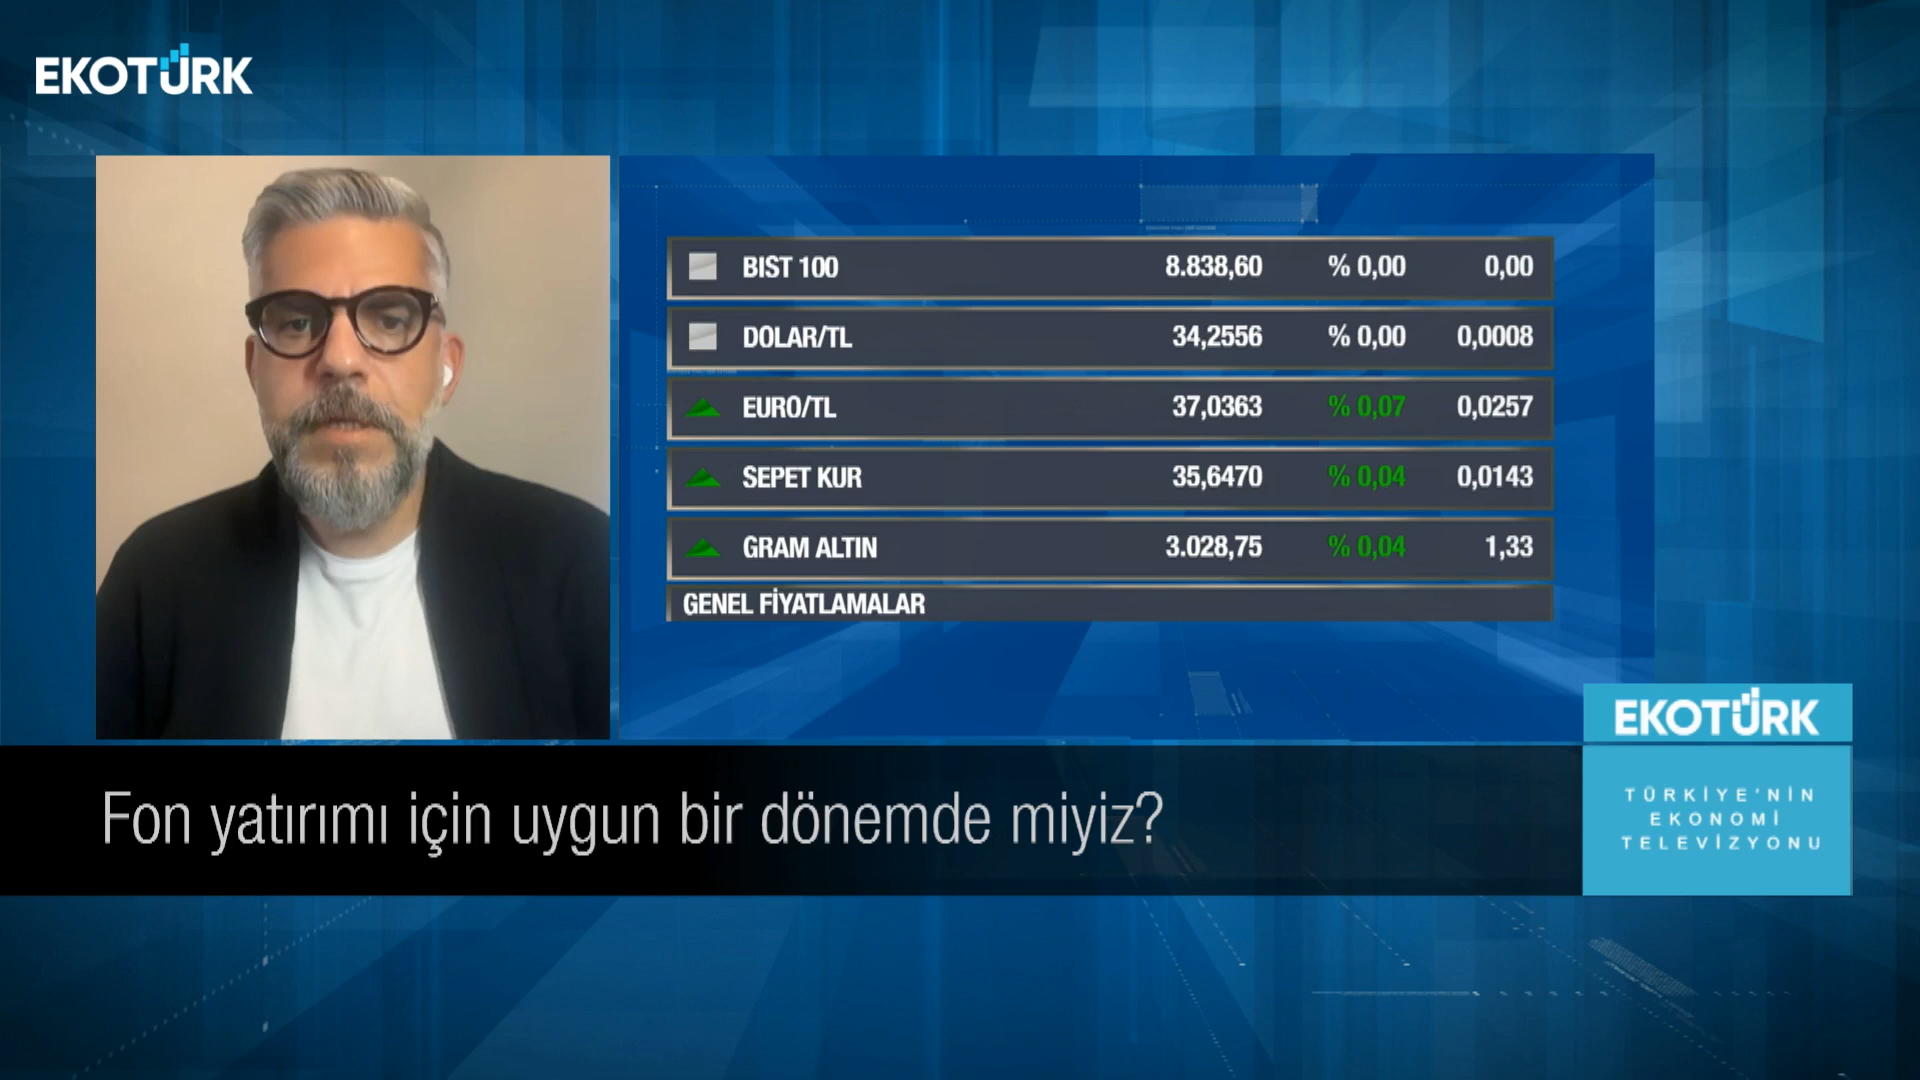 EKOTÜRK
BIST 100 8.838,60 % 0,00 0,00
DOLAR/TL 34,2556 % 0,00 0,0008
EURO/TL 37,0363 % 0,07 0,0257
SEPET KUR 35,6470 % 0,04 0,0143
GRAM ALTIN 3.028,75 % 0,04 1,33
GENEL FİYATLAMALAR
EKOTÜRK
Fon yatırımı için uygun bir dönemde miyiz?
TÜRKİYE'NİN
EKONOMİ
TELEVİZYONU